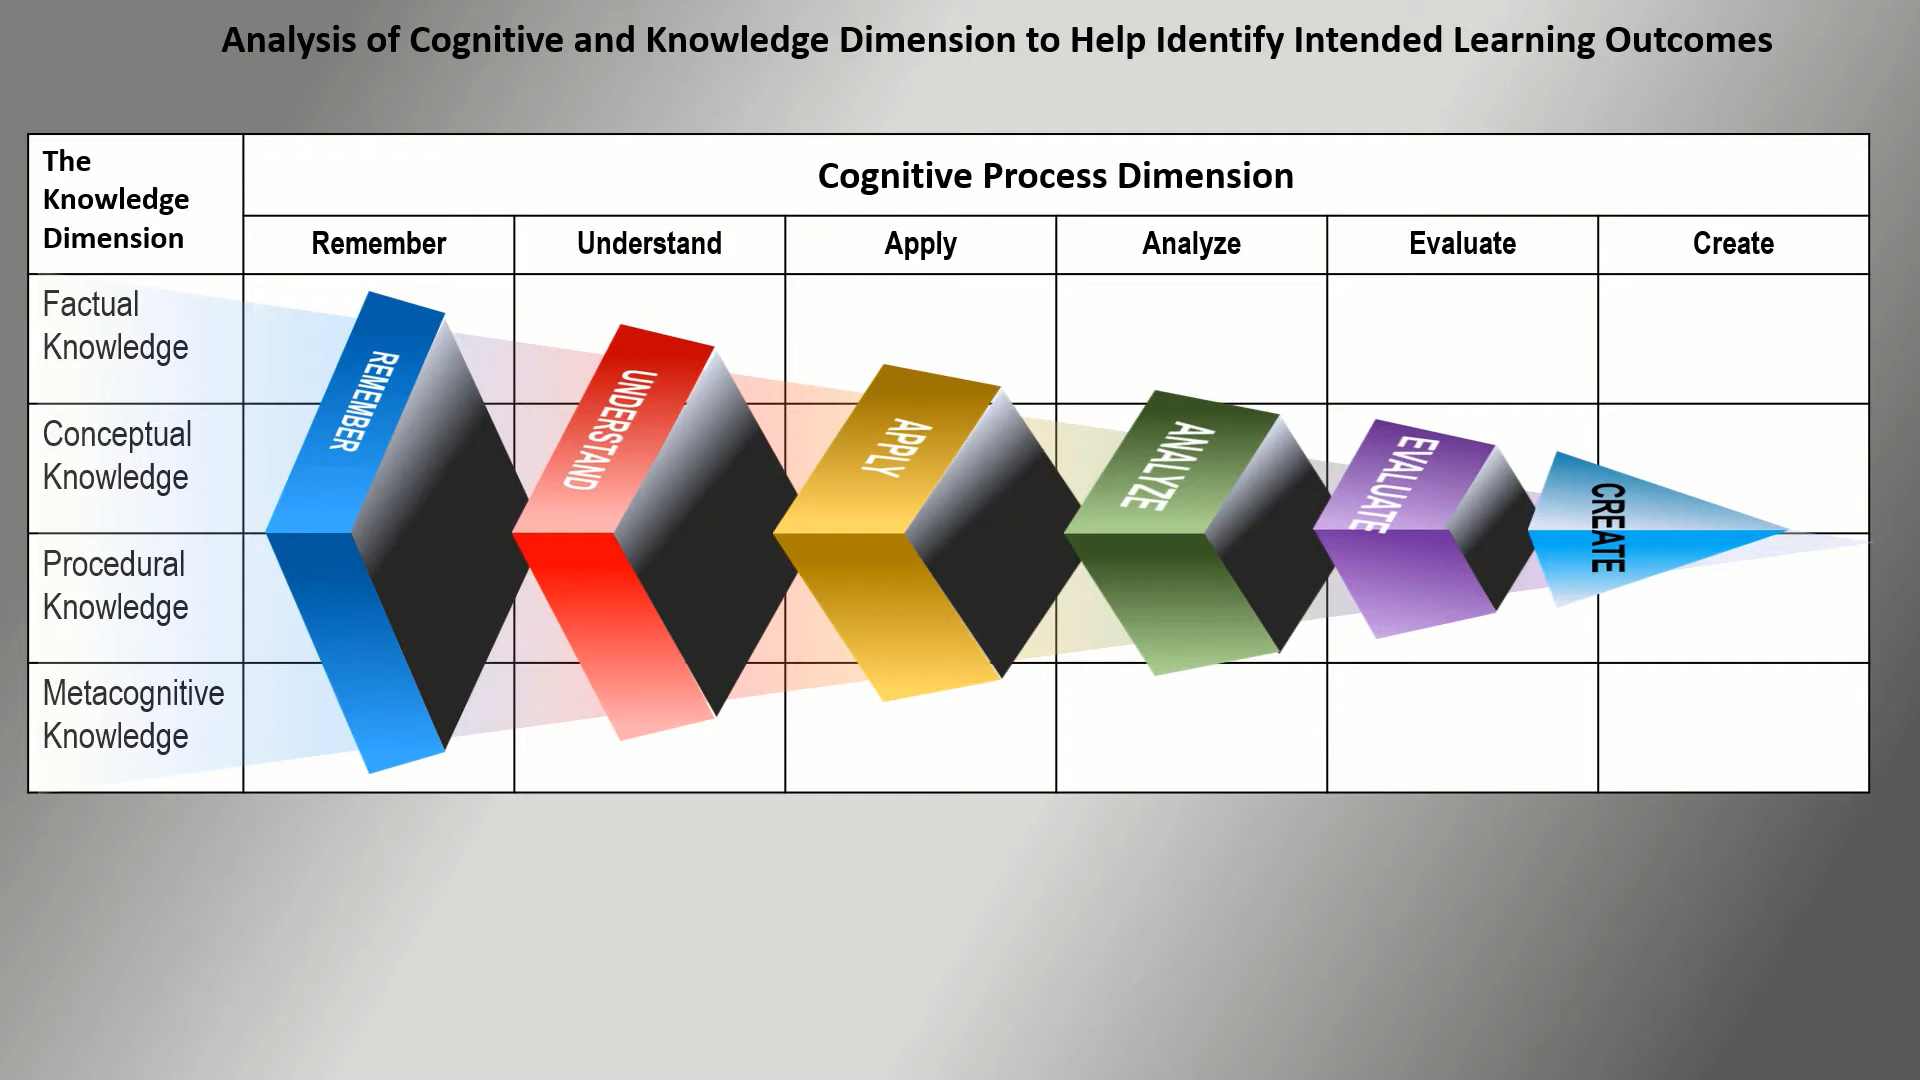 Analysis of Cognitive and Knowledge Dimension to Help Identify Intended Learning Outcomes
The
Knowledge
Dimension
Cognitive Process Dimension
Remember
Understand
Apply
Analyze
Evaluate
Create
Factual
Knowledge
Conceptual
Knowledge
Procedural
Knowledge
Metacognitive
Knowledge
REMEMBER
UNDERSTAND
APPLY
ANALYZE
EVALUATE
CREATE